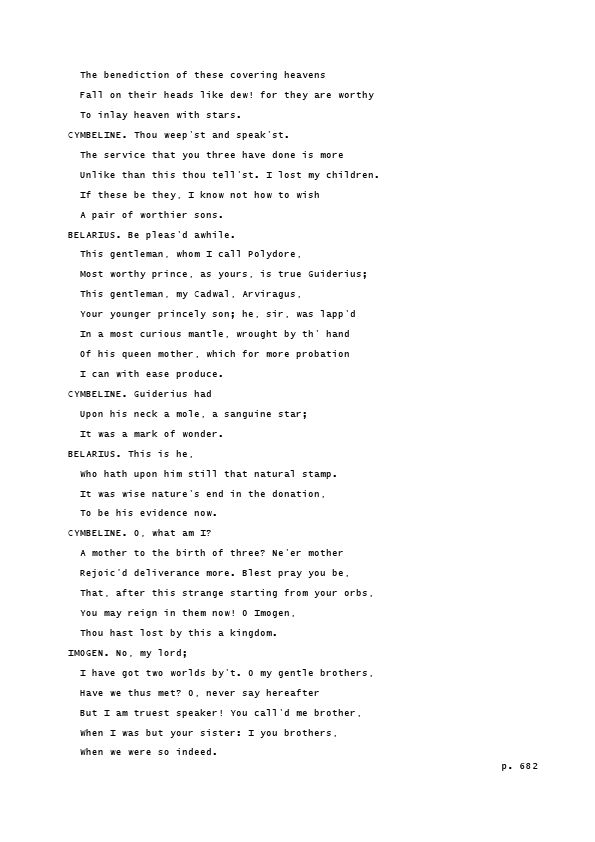 The benediction of these covering heavens
Fall on their heads like dew! for they are worthy
To inlay heaven with stars.
CYMBELINE. Thou weep'st and speak'st.
The service that you three have done is more
Unlike than this thou tell'st. I lost my children.
If these be they, I know not how to wish
A pair of worthier sons.
BELARIUS. Be pleas'd awhile.
This gentleman, whom I call Polydore,
Most worthy prince, as yours, is true Guiderius;
This gentleman, my Cadwal, Arviragus,
Your younger princely son; he, sir, was lapp'd
In a most curious mantle, wrought by th' hand
Of his queen mother, which for more probation
I can with ease produce.
CYMBELINE. Guiderius had
Upon his neck a mole, a sanguine star;
It was a mark of wonder.
BELARIUS. This is he,
Who hath upon him still that natural stamp.
It was wise nature's end in the donation,
To be his evidence now.
CYMBELINE. O, what am I?
A mother to the birth of three? Ne'er mother
Rejoic'd deliverance more. Blest pray you be,
That, after this strange starting from your orbs,
You may reign in them now! O Imogen,
Thou hast lost by this a kingdom.
IMOGEN. No, my lord;
I have got two worlds by't. O my gentle brothers,
Have we thus met? O, never say hereafter
But I am truest speaker! You call'd me brother,
When I was but your sister: I you brothers,
When we were so indeed.
p. 682